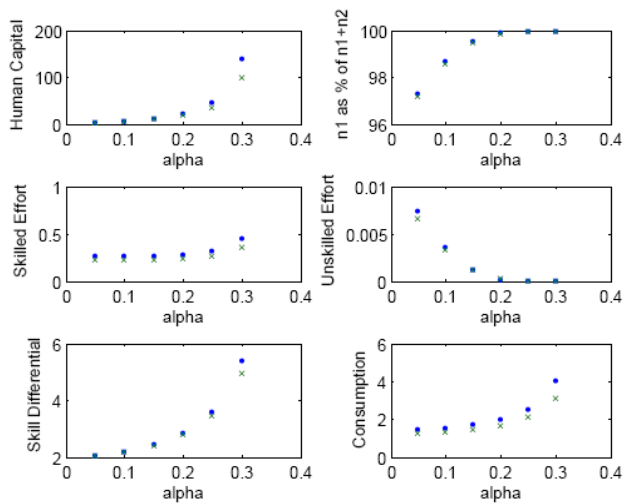 Human Capital
200
100
0
0 0.1 0.2 0.3 0.4
alpha
n1 as % of n1+n2
100
98
96
0 0.1 0.2 0.3 0.4
alpha
Skilled Effort
1
0.5
0
0 0.1 0.2 0.3 0.4
alpha
Unskilled Effort
0.01
0.005
0
0 0.1 0.2 0.3 0.4
alpha
Skill Differential
6
4
2
0 0.1 0.2 0.3 0.4
alpha
Consumption
6
4
2
0
0 0.1 0.2 0.3 0.4
alpha